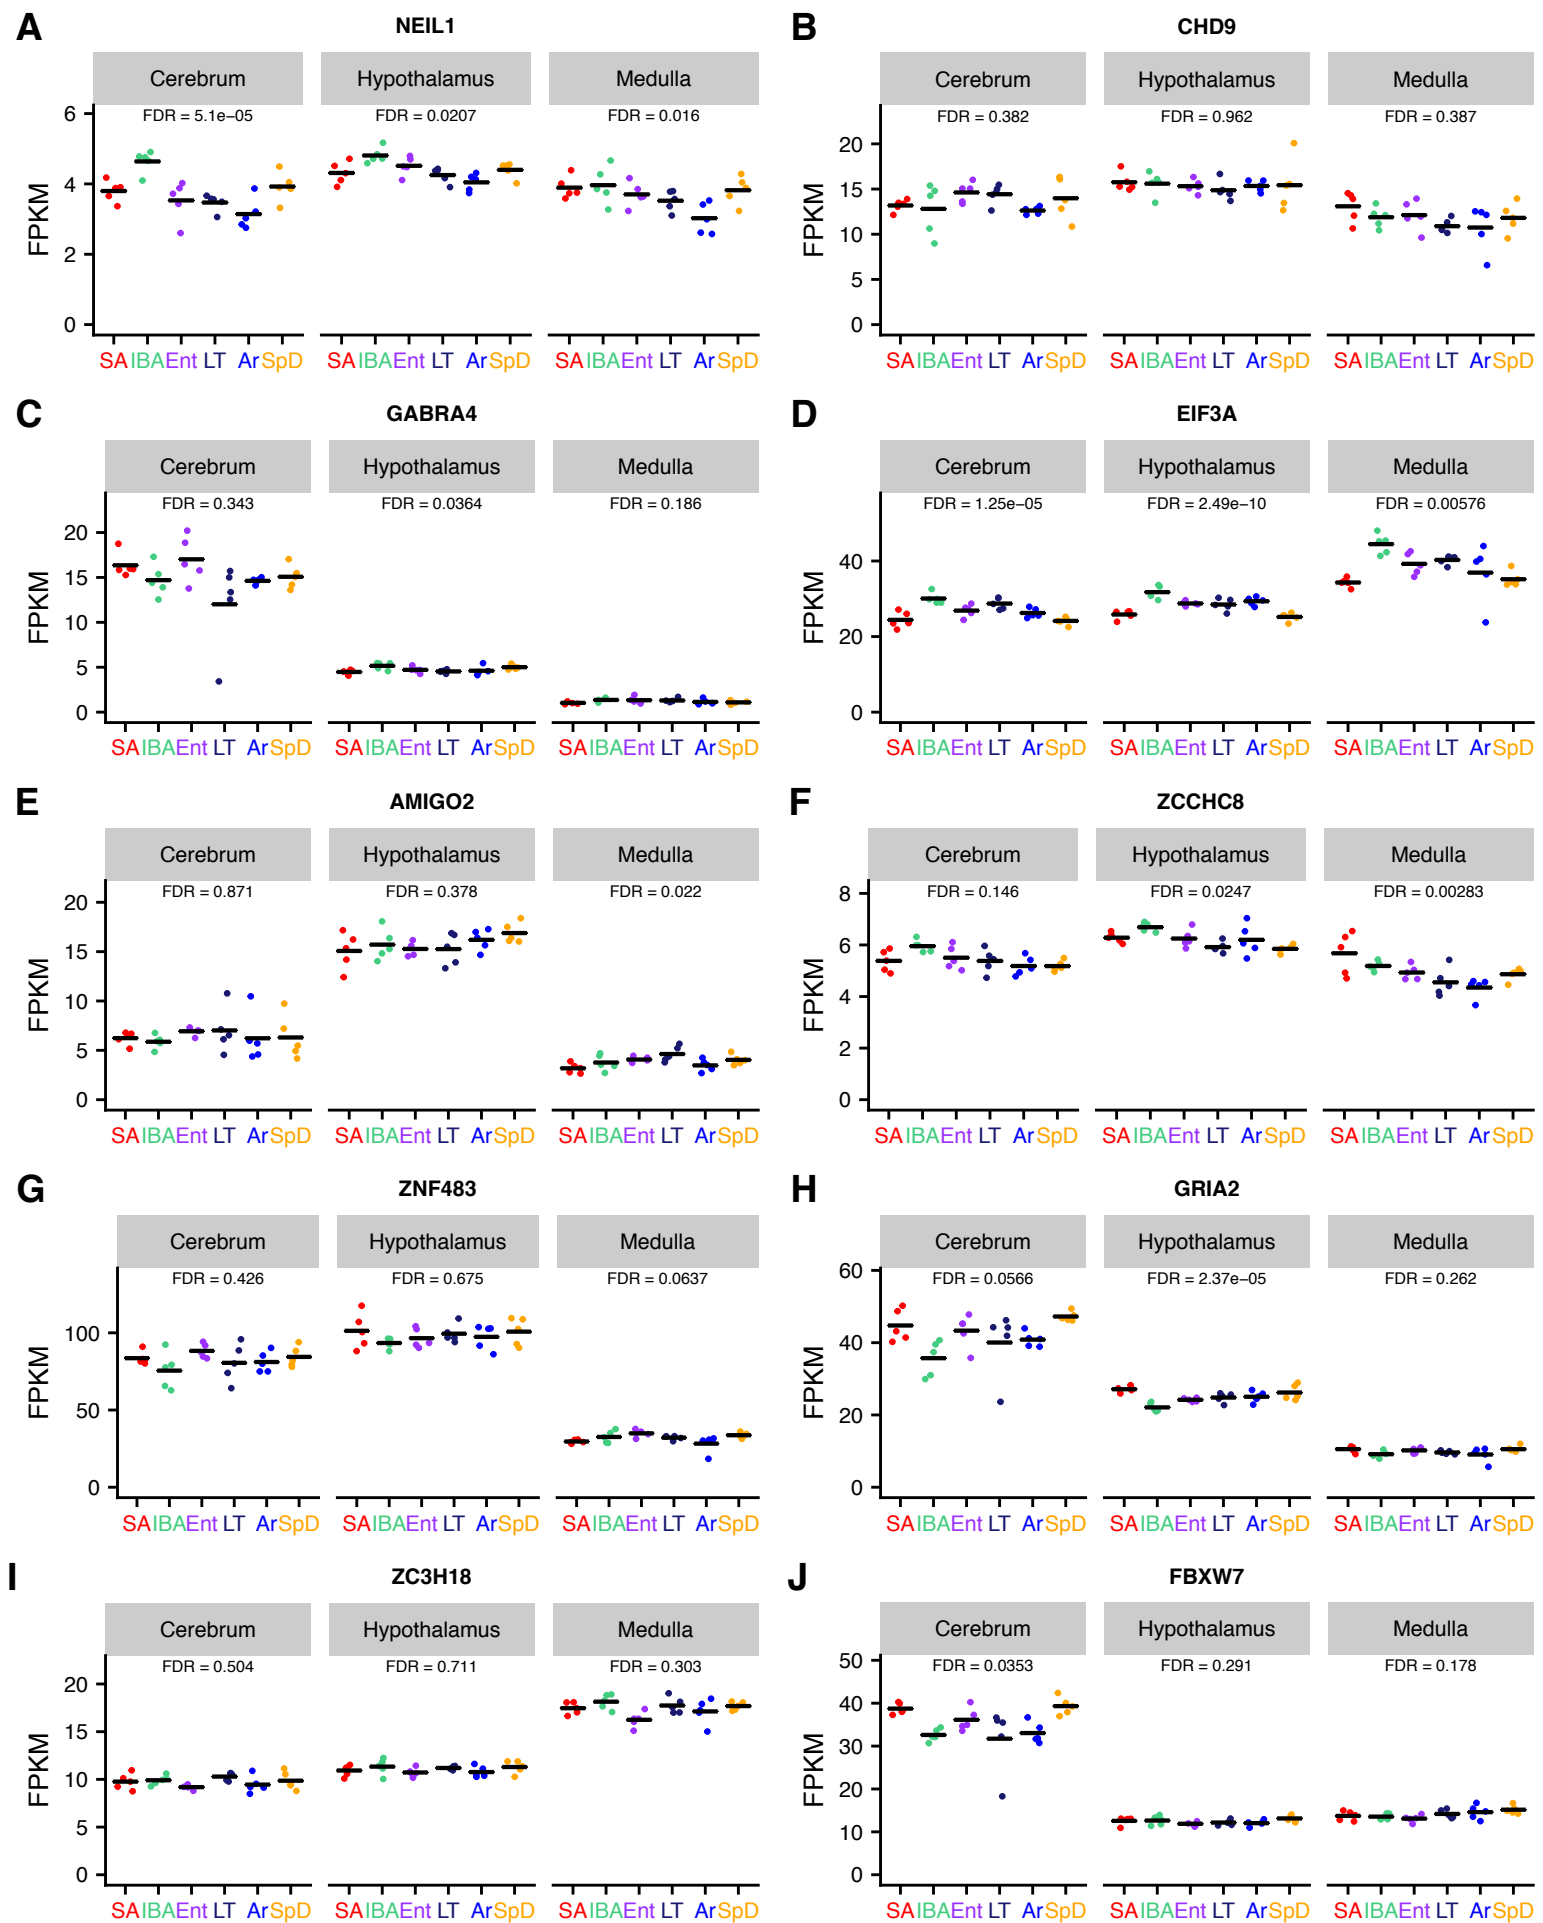 A NEIL1
Cerebrum Hypothalamus Medulla
FDR = 5.1e−05 FDR = 0.0207 FDR = 0.016
FPKM
6
4
2
0
SA IBA Ent LT Ar SpD SA IBA Ent LT Ar SpD SA IBA Ent LT Ar SpD
B CHD9
Cerebrum Hypothalamus Medulla
FDR = 0.382 FDR = 0.962 FDR = 0.387
FPKM
20
15
10
5
0
SA IBA Ent LT Ar SpD SA IBA Ent LT Ar SpD SA IBA Ent LT Ar SpD
C GABRA4
Cerebrum Hypothalamus Medulla
FDR = 0.343 FDR = 0.0364 FDR = 0.186
FPKM
20
15
10
5
0
SA IBA Ent LT Ar SpD SA IBA Ent LT Ar SpD SA IBA Ent LT Ar SpD
D EIF3A
Cerebrum Hypothalamus Medulla
FDR = 1.25e−05 FDR = 2.49e−10 FDR = 0.00576
FPKM
40
20
0
SA IBA Ent LT Ar SpD SA IBA Ent LT Ar SpD SA IBA Ent LT Ar SpD
E AMIGO2
Cerebrum Hypothalamus Medulla
FDR = 0.871 FDR = 0.378 FDR = 0.022
FPKM
20
15
10
5
0
SA IBA Ent LT Ar SpD SA IBA Ent LT Ar SpD SA IBA Ent LT Ar SpD
F ZCCHC8
Cerebrum Hypothalamus Medulla
FDR = 0.146 FDR = 0.0247 FDR = 0.00283
FPKM
8
6
4
2
0
SA IBA Ent LT Ar SpD SA IBA Ent LT Ar SpD SA IBA Ent LT Ar SpD
G ZNF483
Cerebrum Hypothalamus Medulla
FDR = 0.426 FDR = 0.675 FDR = 0.0637
FPKM
100
50
0
SA IBA Ent LT Ar SpD SA IBA Ent LT Ar SpD SA IBA Ent LT Ar SpD
H GRIA2
Cerebrum Hypothalamus Medulla
FDR = 0.0566 FDR = 2.37e−05 FDR = 0.262
FPKM
60
40
20
0
SA IBA Ent LT Ar SpD SA IBA Ent LT Ar SpD SA IBA Ent LT Ar SpD
I ZC3H18
Cerebrum Hypothalamus Medulla
FDR = 0.504 FDR = 0.711 FDR = 0.303
FPKM
20
15
10
5
0
SA IBA Ent LT Ar SpD SA IBA Ent LT Ar SpD SA IBA Ent LT Ar SpD
J FBXW7
Cerebrum Hypothalamus Medulla
FDR = 0.0353 FDR = 0.291 FDR = 0.178
FPKM
50
40
30
20
10
0
SA IBA Ent LT Ar SpD SA IBA Ent LT Ar SpD SA IBA Ent LT Ar SpD